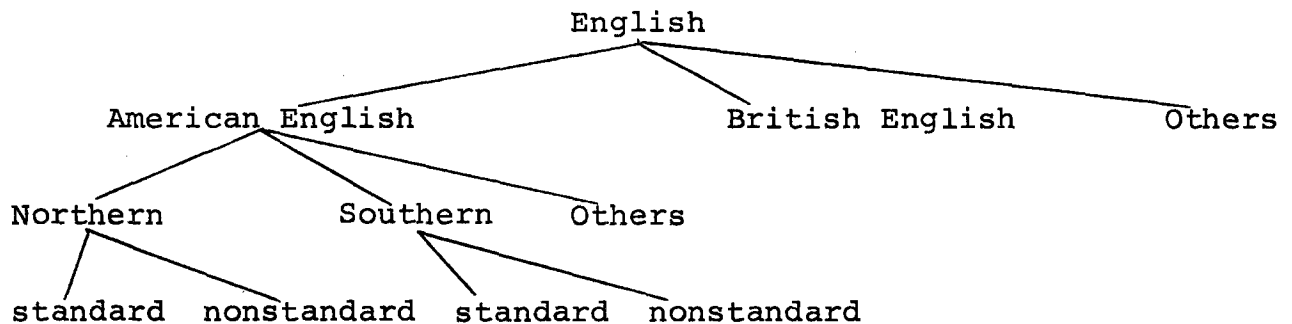 English
American English British English Others
Northern Southern Others
standard nonstandard standard nonstandard